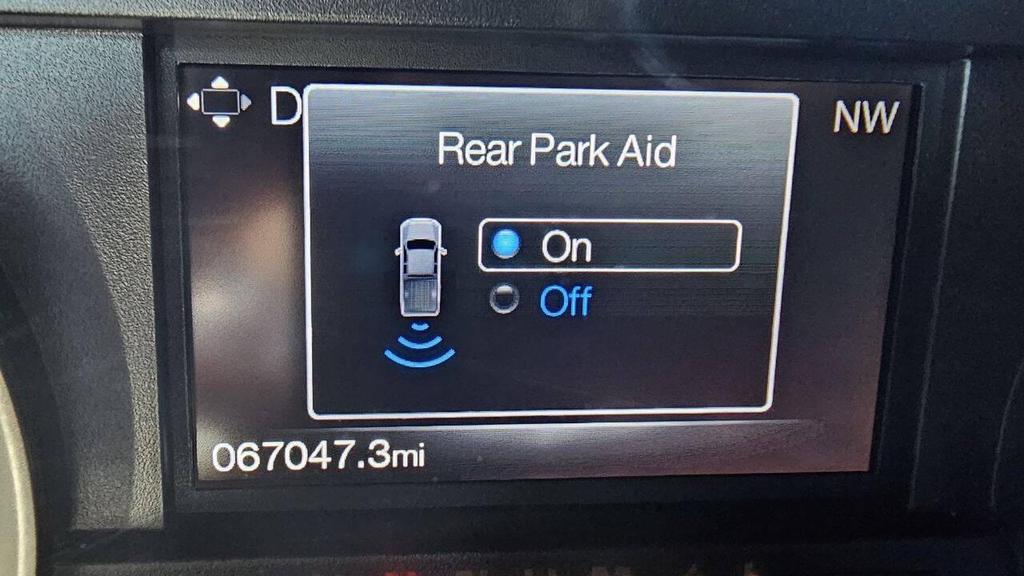 D
NW
Rear Park Aid
On
Off
067047.3mi